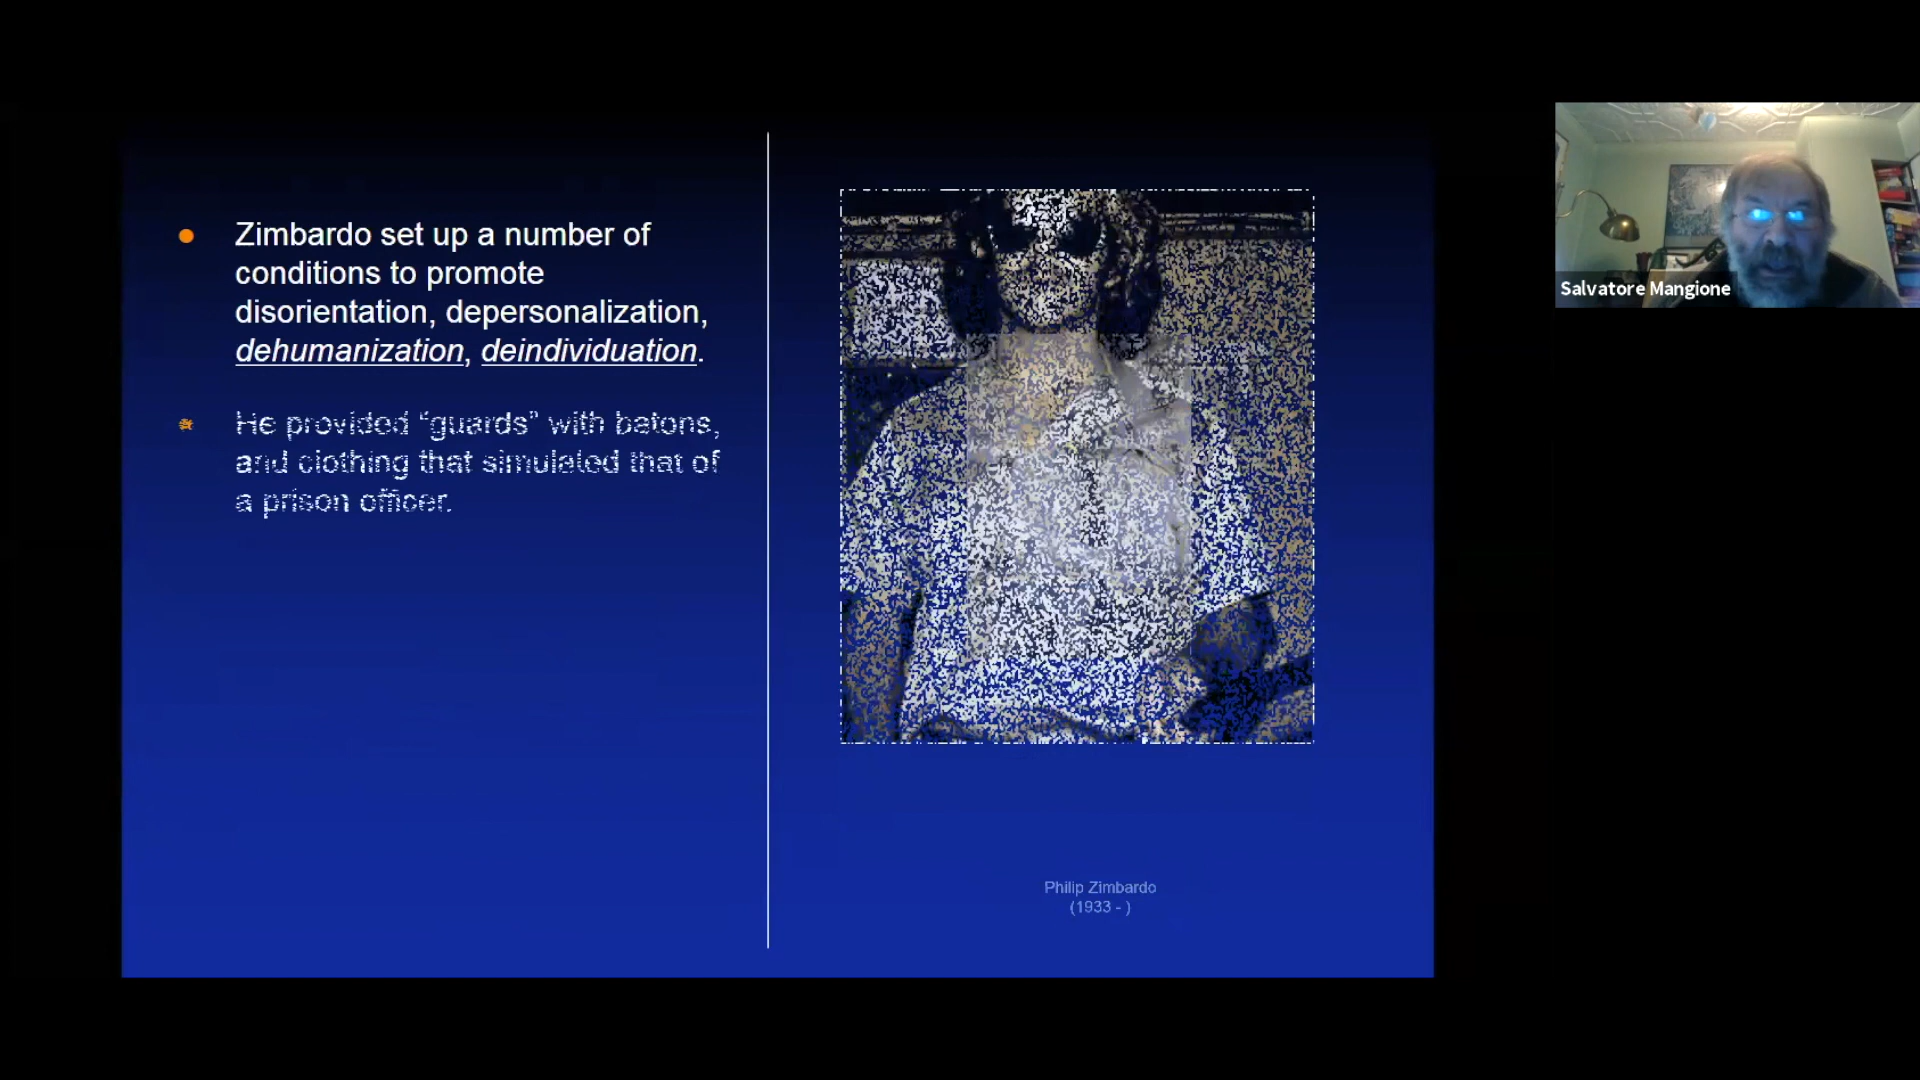 Zimbardo set up a number of
conditions to promote
disorientation, depersonalization,
dehumanization, deindividuation.
He provided “guards” with batons,
and clothing that simulated that of
a prison officer.
Philip Zimbardo
(1933 - )
Salvatore Mangione